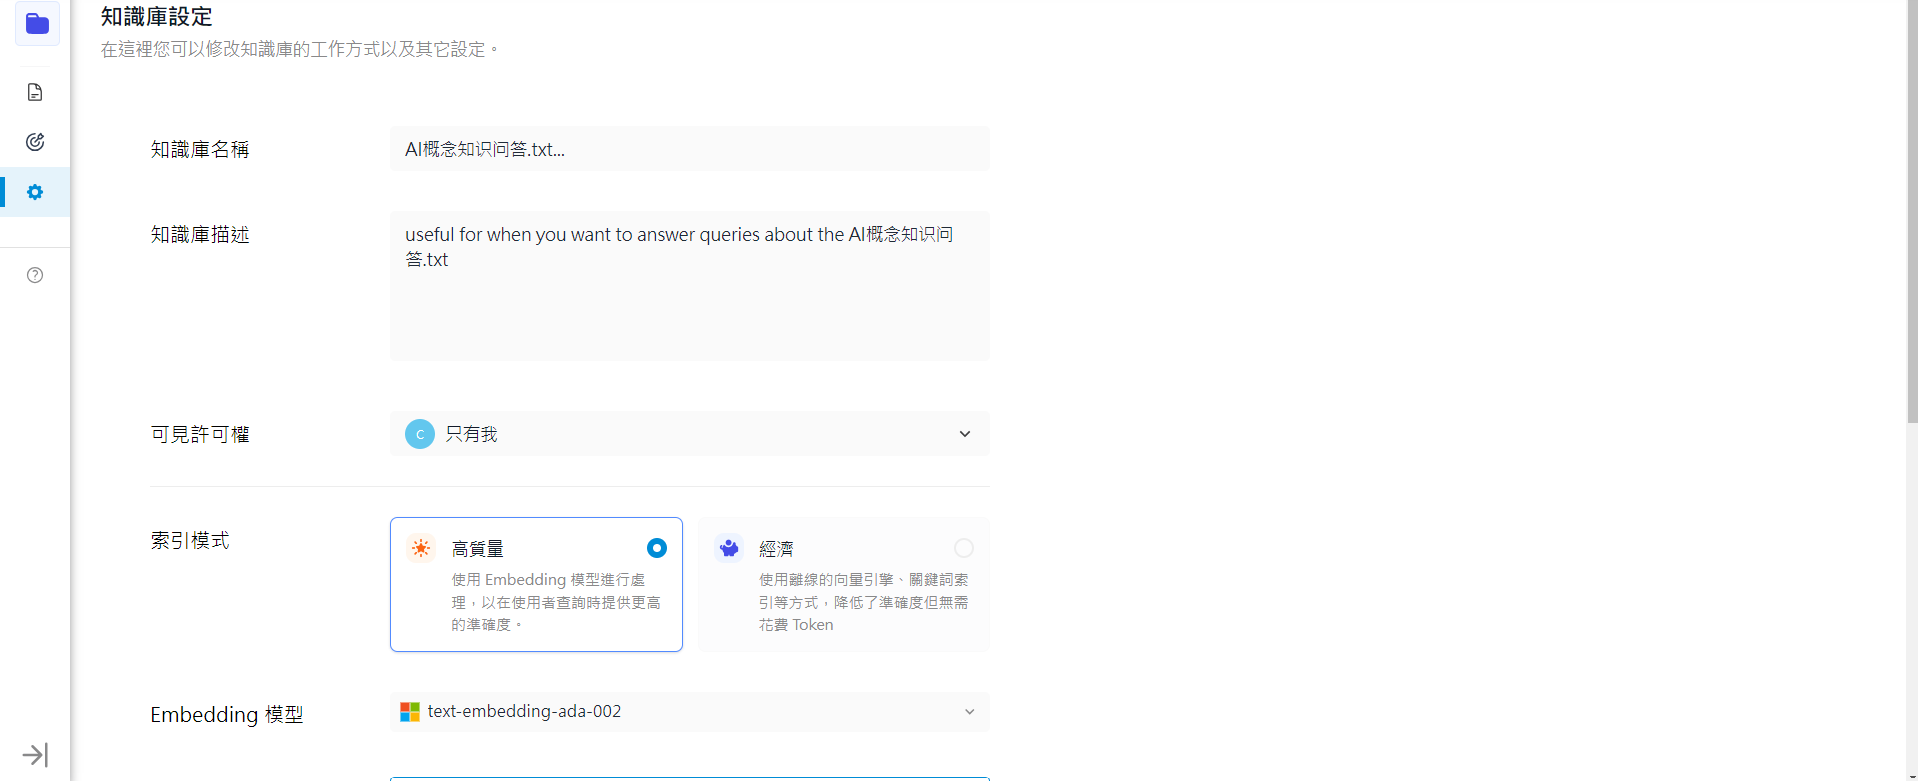 知識庫設定
在這裡您可以修改知識庫的工作方式以及其它設定。
知識庫名稱
AI概念知识问答.txt...
知識庫描述
useful for when you want to answer queries about the AI概念知识问
答.txt
可見許可權
C
只有我
索引模式
高質量
使用 Embedding 模型進行處
理，以在使用者查詢時提供更高
的準確度。
經濟
使用離線的向量引擎、關鍵詞索
引等方式，降低了準確度但無需
花費 Token
Embedding 模型
text-embedding-ada-002